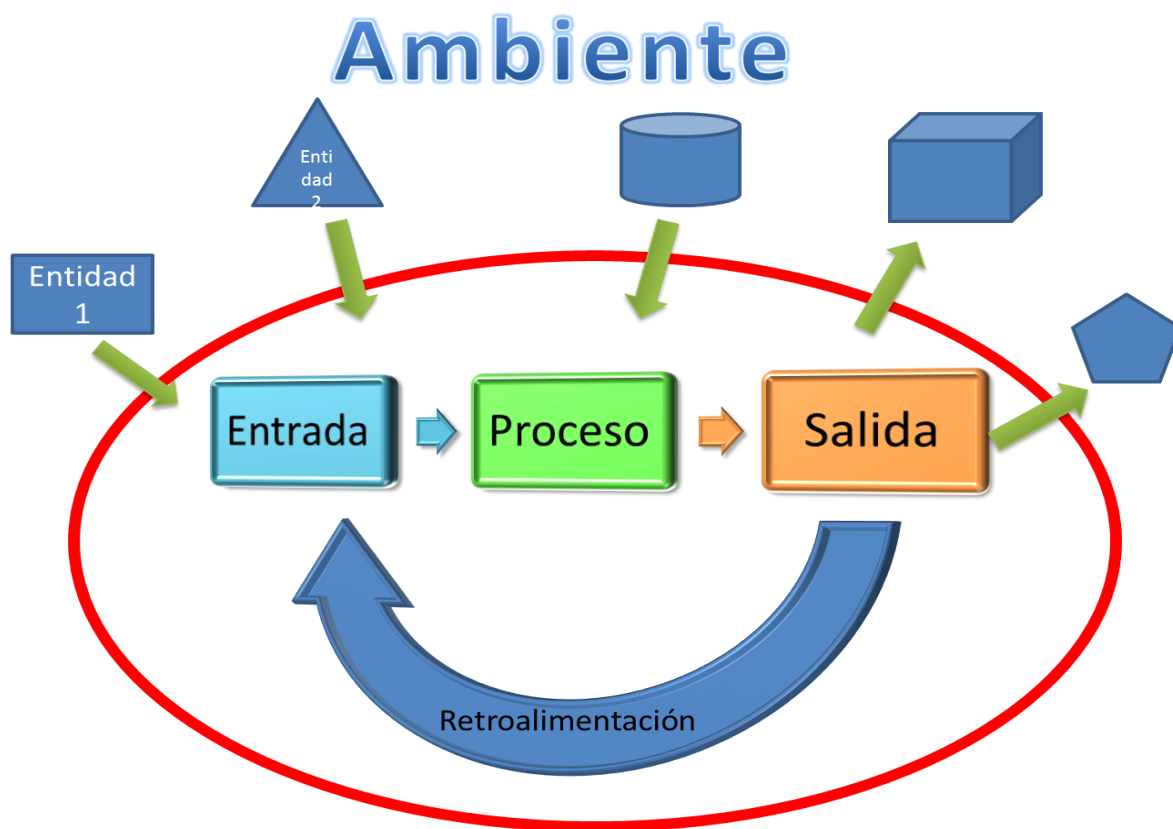 Ambiente
Enti
dad
2
Entidad
1
Entrada
Proceso
Salida
Retroalimentación